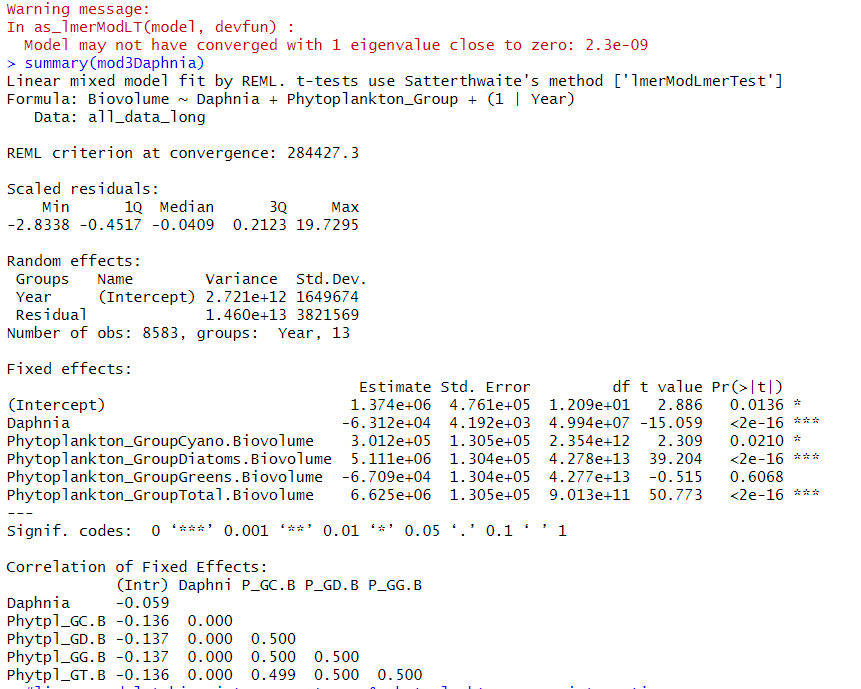 Warning message:
In as_lmerModLT(model, devfun) :
  Model may not have converged with 1 eigenvalue close to zero: 2.3e-09
> summary(mod3Daphnia)
Linear mixed model fit by REML. t-tests use Satterthwaite's method ['lmerModLmerTest']
Formula: Biovolume ~ Daphnia + Phytoplankton_Group + (1 | Year)
   Data: all_data_long

REML criterion at convergence: 284427.3

Scaled residuals:
    Min      1Q  Median      3Q     Max
-2.8338 -0.4517 -0.0409  0.2123 19.7295

Random effects:
 Groups   Name        Variance  Std.Dev.
 Year     (Intercept) 2.721e+12 1649674
 Residual             1.460e+13 3821569
Number of obs: 8583, groups:  Year, 13

Fixed effects:
                                     Estimate Std. Error         df t value Pr(>|t|)
(Intercept)                         1.374e+06  4.761e+05  1.209e+01   2.886   0.0136 *
Daphnia                            -6.312e+04  4.192e+03  4.994e+07 -15.059   <2e-16 ***
Phytoplankton_GroupCyano.Biovolume    3.012e+05  1.305e+05  2.354e+12   2.309   0.0210 *
Phytoplankton_GroupDiatoms.Biovolume  5.111e+06  1.304e+05  4.278e+13  39.204   <2e-16 ***
Phytoplankton_GroupGreens.Biovolume  -6.709e+04  1.304e+05  4.277e+13  -0.515   0.6068
Phytoplankton_GroupTotal.Biovolume    6.625e+06  1.305e+05  9.013e+11  50.773   <2e-16 ***
---
Signif. codes:  0 ‘***’ 0.001 ‘**’ 0.01 ‘*’ 0.05 ‘.’ 0.1 ‘ ’ 1

Correlation of Fixed Effects:
            (Intr) Daphni P_GC.B P_GD.B P_GG.B
Daphnia     -0.059
Phytpl_GC.B -0.136  0.000
Phytpl_GD.B -0.137  0.000  0.500
Phytpl_GG.B -0.137  0.000  0.500  0.500
Phytpl_GT.B -0.136  0.000  0.499  0.500  0.500